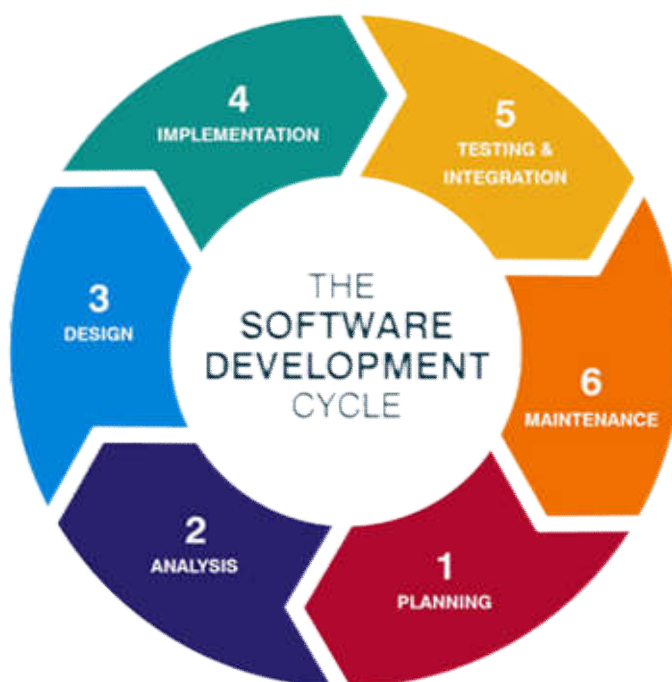 THE
SOFTWARE
DEVELOPMENT
CYCLE
1
PLANNING
2
ANALYSIS
3
DESIGN
4
IMPLEMENTATION
5
TESTING &
INTEGRATION
6
MAINTENANCE